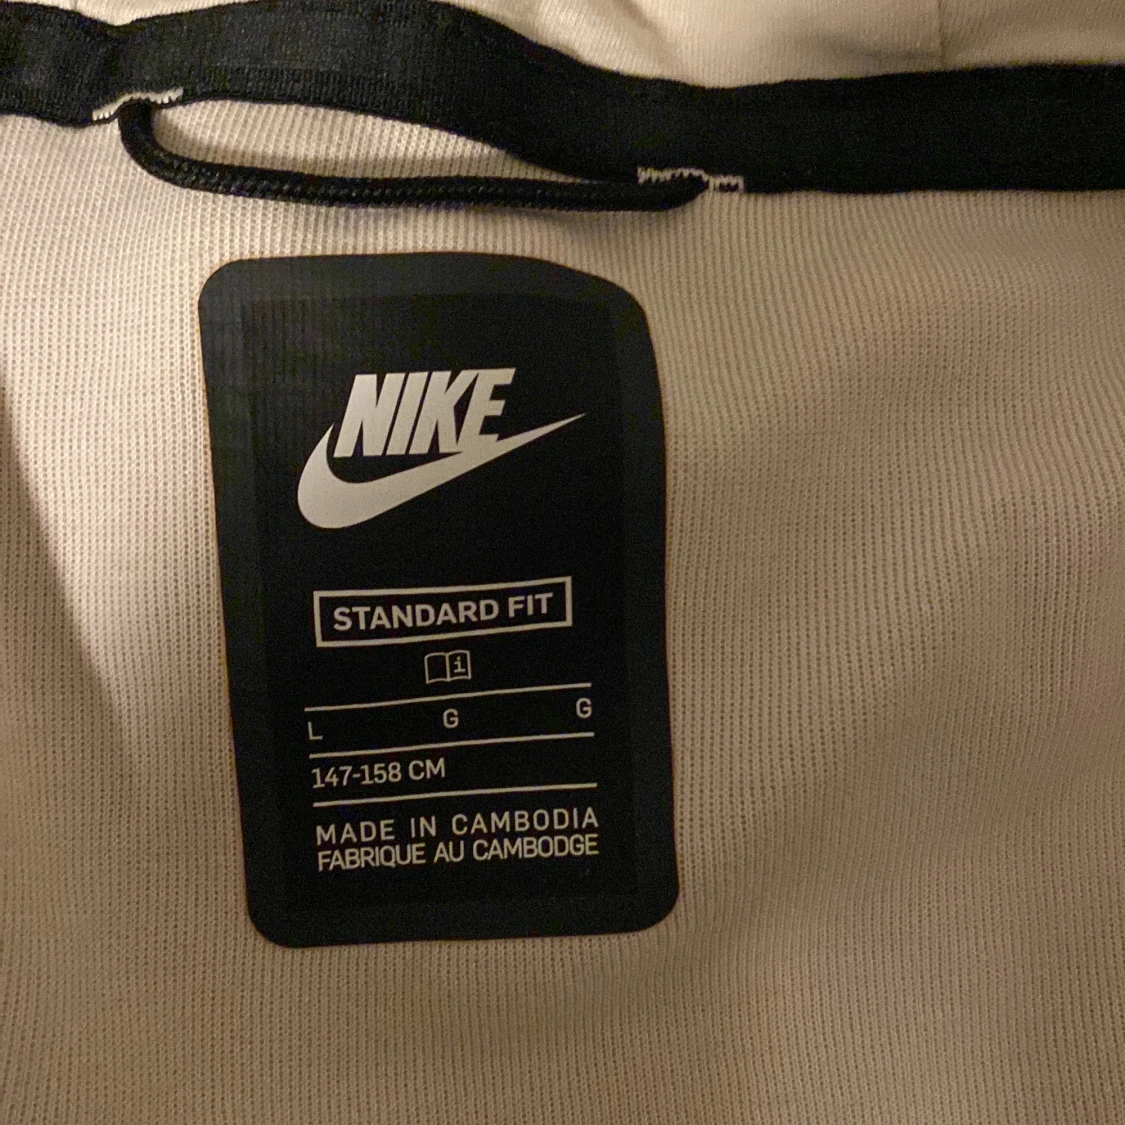 NIKE
STANDARD FIT
i
L G G
147-158 CM
MADE IN CAMBODIA
FABRIQUE AU CAMBODGE